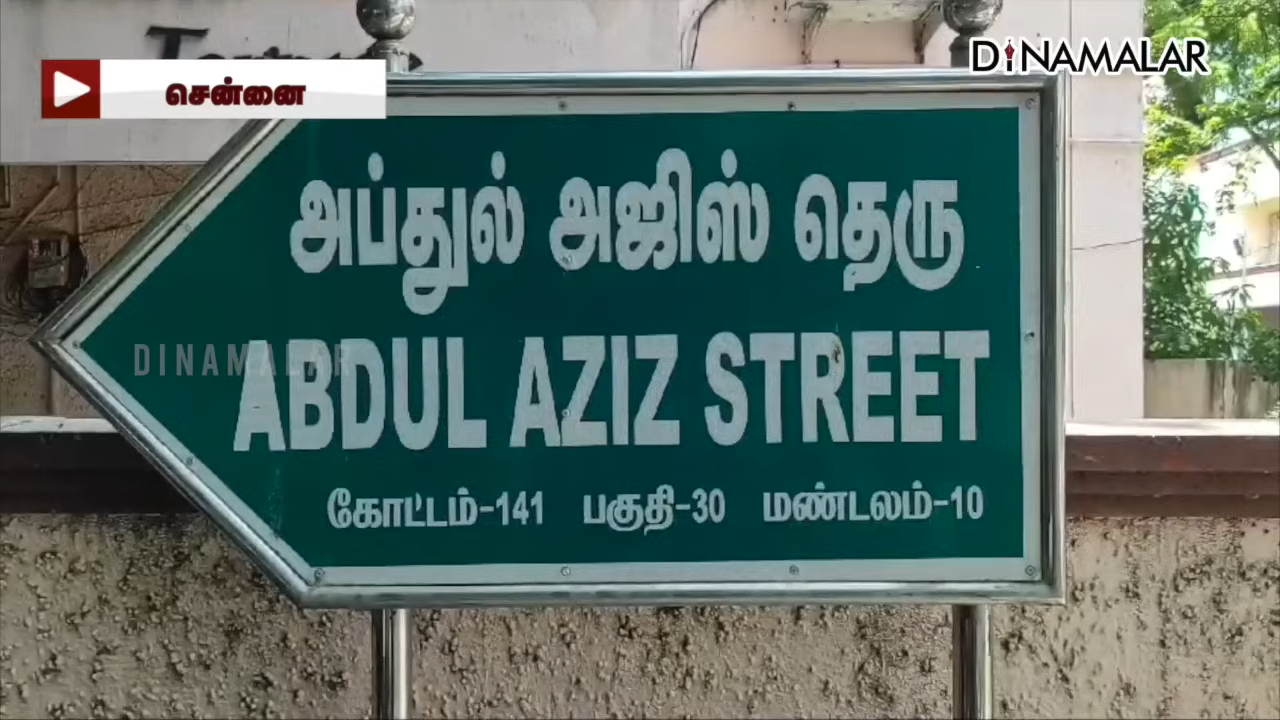 DINAMALAR
சென்னை
அப்துல் அஜிஸ் தெரு
DINAMALAR
ABDUL AZIZ STREET
கோட்டம்-141 பகுதி-30 மண்டலம்-10